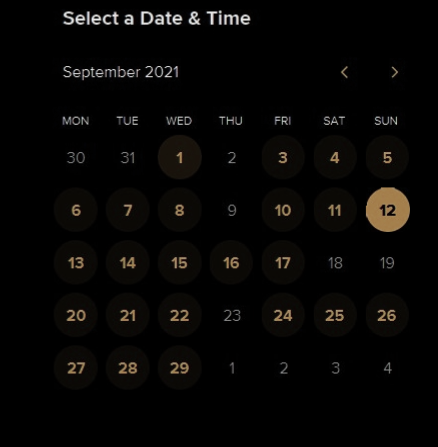 Select a Date & Time
September 2021
MON TUE WED THU FRI SAT SUN
30 31 1 2 3 4 5
6 7 8 9 10 11 12
13 14 15 16 17 18 19
20 21 22 23 24 25 26
27 28 29 1 2 3 4